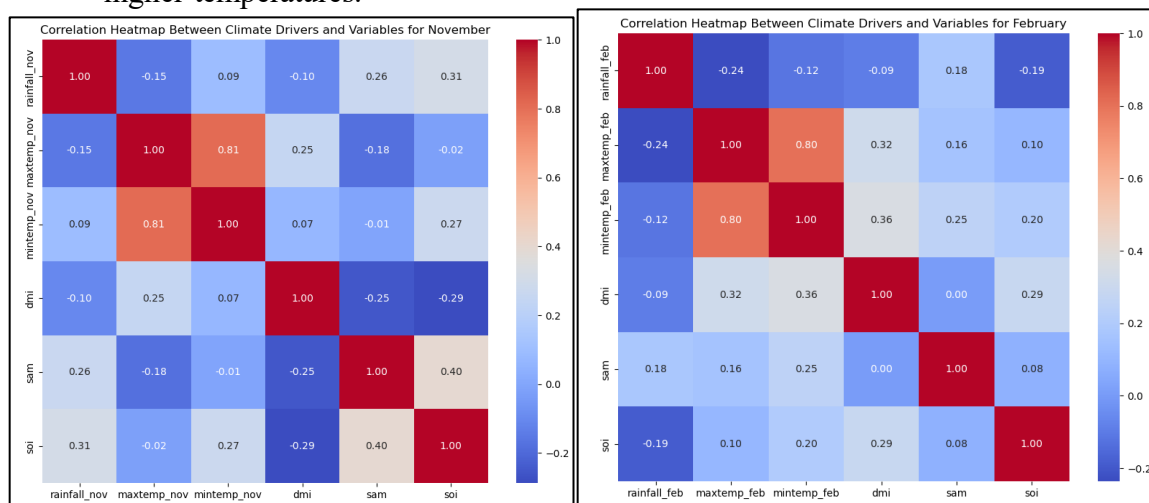 higher temperatures.
Correlation Heatmap Between Climate Drivers and Variables for November
rainfall_nov 1.00 -0.15 0.09 -0.10 0.26 0.31
maxtemp_nov -0.15 1.00 0.81 0.25 -0.18 -0.02
mintemp_nov 0.09 0.81 1.00 0.07 -0.01 0.27
dmi -0.10 0.25 0.07 1.00 -0.25 -0.29
sam 0.26 -0.18 -0.01 -0.25 1.00 0.40
soi 0.31 -0.02 0.27 -0.29 0.40 1.00
rainfall_nov maxtemp_nov mintemp_nov dmi sam soi
1.0
0.8
0.6
0.4
0.2
0.0
-0.2
Correlation Heatmap Between Climate Drivers and Variables for February
rainfall_feb 1.00 -0.24 -0.12 -0.09 0.18 -0.19
maxtemp_feb -0.24 1.00 0.80 0.32 0.16 0.10
mintemp_feb -0.12 0.80 1.00 0.36 0.25 0.20
dmi -0.09 0.32 0.36 1.00 0.00 0.29
sam 0.18 0.16 0.25 0.00 1.00 0.08
soi -0.19 0.10 0.20 0.29 0.08 1.00
rainfall_feb maxtemp_feb mintemp_feb dmi sam soi
1.0
0.8
0.6
0.4
0.2
0.0
-0.2